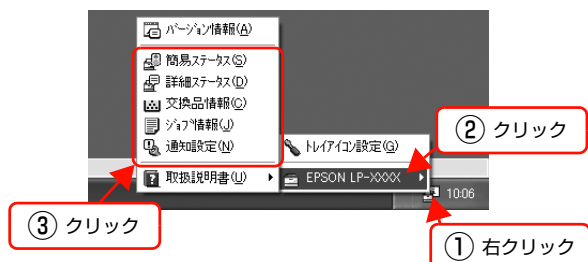 バージョン情報(A)
簡易ステータス(S)
詳細ステータス(D)
交換品情報(C)
ジョブ情報(J)
通知設定(N)
取扱説明書(U)
トレイアイコン設定(G)
EPSON LP-XXXX
10:06
② クリック
③ クリック
① 右クリック